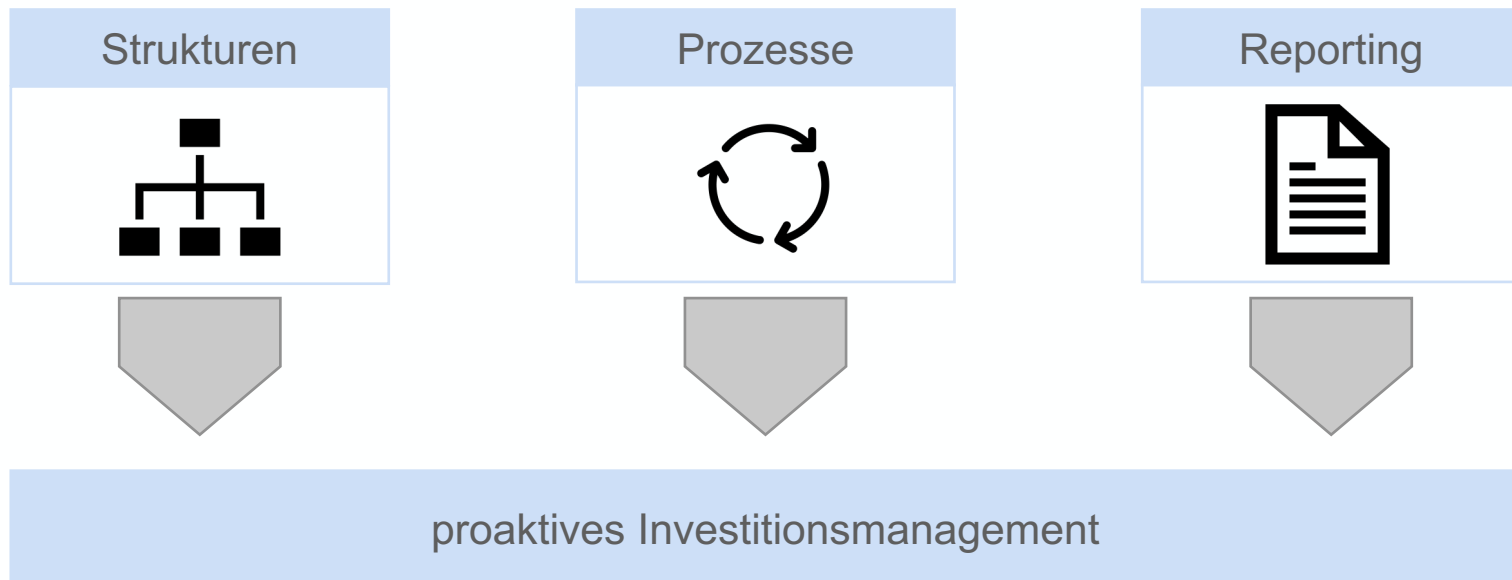 Strukturen
Prozesse
Reporting
proaktives Investitionsmanagement